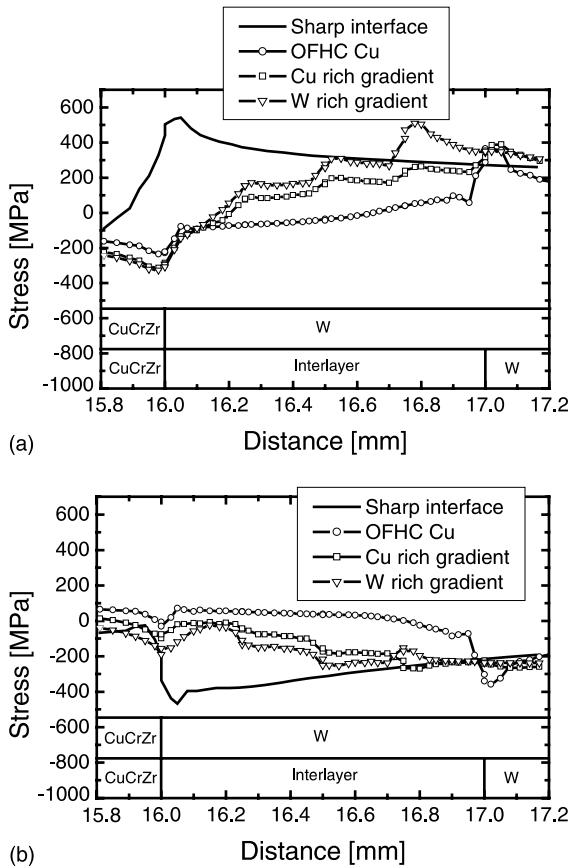 Sharp interface
OFHC Cu
Cu rich gradient
W rich gradient
600
400
200
0
-200
-400
-600
-800
-1000
Stress [MPa]
CuCrZr
W
CuCrZr
Interlayer
W
15.8 16.0 16.2 16.4 16.6 16.8 17.0 17.2
(a)
Distance [mm]
Sharp interface
OFHC Cu
Cu rich gradient
W rich gradient
600
400
200
0
-200
-400
-600
-800
-1000
Stress [MPa]
CuCrZr
W
CuCrZr
Interlayer
W
15.8 16.0 16.2 16.4 16.6 16.8 17.0 17.2
(b)
Distance [mm]